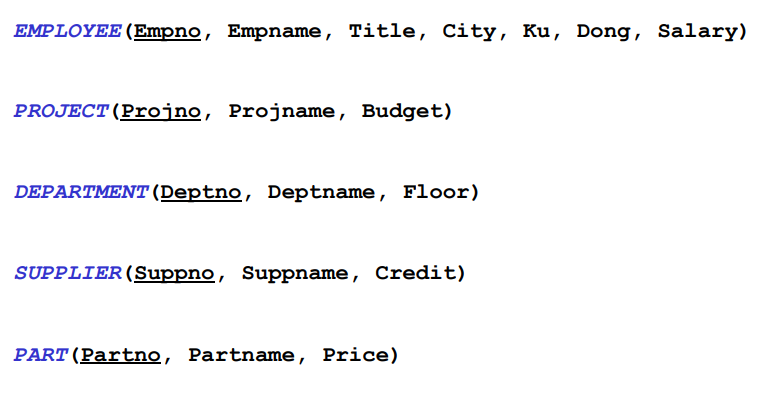 EMPLOYEE(Empno, Empname, Title, City, Ku, Dong, Salary)
PROJECT(Projno, Projname, Budget)
DEPARTMENT(Deptno, Deptname, Floor)
SUPPLIER(Suppno, Suppname, Credit)
PART(Partno, Partname, Price)